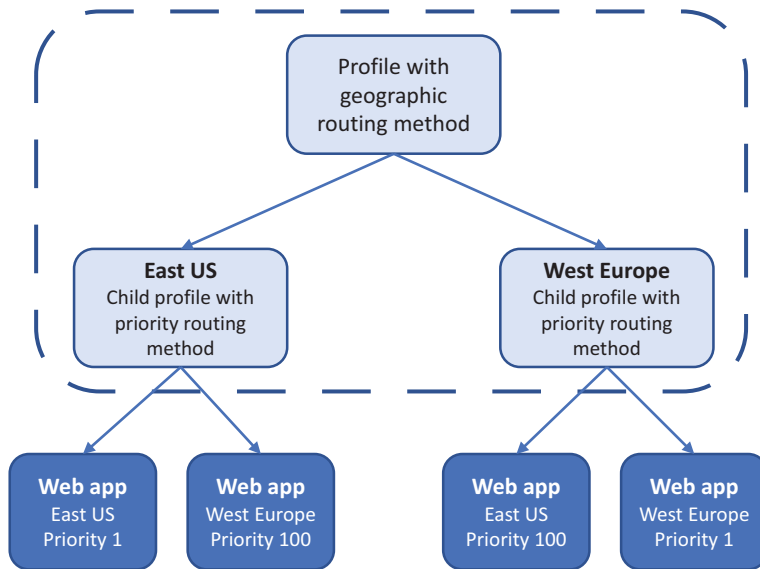 Profile with
geographic
routing method
East US
Child profile with
priority routing
method
West Europe
Child profile with
priority routing
method
Web app
East US
Priority 1
Web app
West Europe
Priority 100
Web app
East US
Priority 100
Web app
West Europe
Priority 1